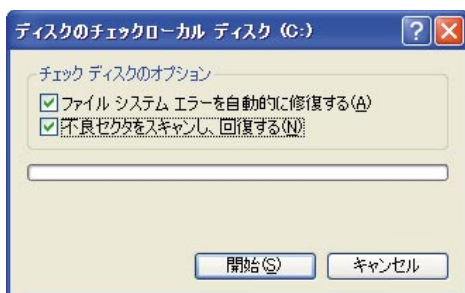 ディスクのチェックローカル ディスク (C:)
チェック ディスクのオプション
ファイル システム エラーを自動的に修復する(A)
不良セクタをスキャンし、回復する(N)
開始(S)
キャンセル